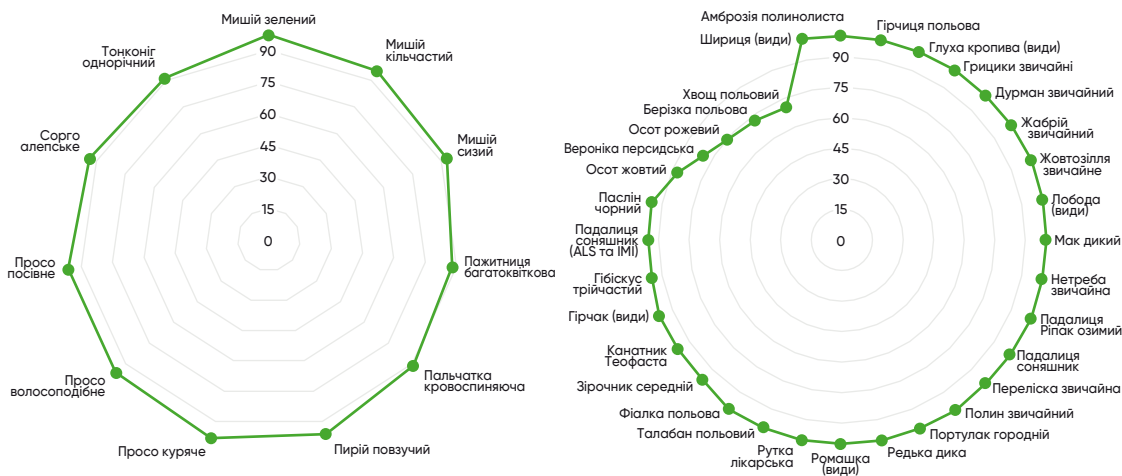 Мишій зелений
Мишій
кільчастий
Мишій
сизий
Пажитниця
багатоквіткова
Пальчатка
кровоспиняюча
Пирій повзучий
Просо куряче
Просо
волосоподібне
Просо
посівне
Сорго
алепське
Тонконіг
однорічний
90
75
60
45
30
15
0
Амброзія полинолиста
Гірчиця польова
Глуха кропива (види)
Грицики звичайні
Дурман звичайний
Жабрій
звичайний
Жовтозілля
звичайне
Лобода
(види)
Мак дикий
Нетреба
звичайна
Падалиця
Ріпак озимий
Падалиця
соняшник
Переліска звичайна
Полин звичайний
Портулак городній
Редька дика
Ромашка
(види)
Рутка
лікарська
Талабан польовий
Фіалка польова
Зірочник середній
Канатник
Теофаста
Гірчак (види)
Гібіскус
трійчастий
Падалиця
соняшник
(ALS та IMI)
Паслін
чорний
Осот жовтий
Вероніка персидська
Осот рожевий
Берізка польова
Хвощ польовий
Шириця (види)
90
75
60
45
30
15
0